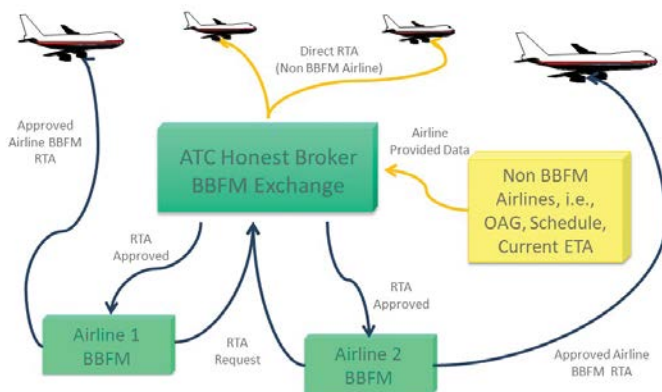 Direct RTA
(Non BBFM Airline)
Approved
Airline BBFM
RTA
ATC Honest Broker
BBFM Exchange
Airline
Provided Data
Non BBFM
Airlines, i.e.,
OAG, Schedule,
Current ETA
RTA
Approved
RTA
Approved
Airline 1
BBFM
RTA
Request
Airline 2
BBFM
Approved Airline
BBFM RTA